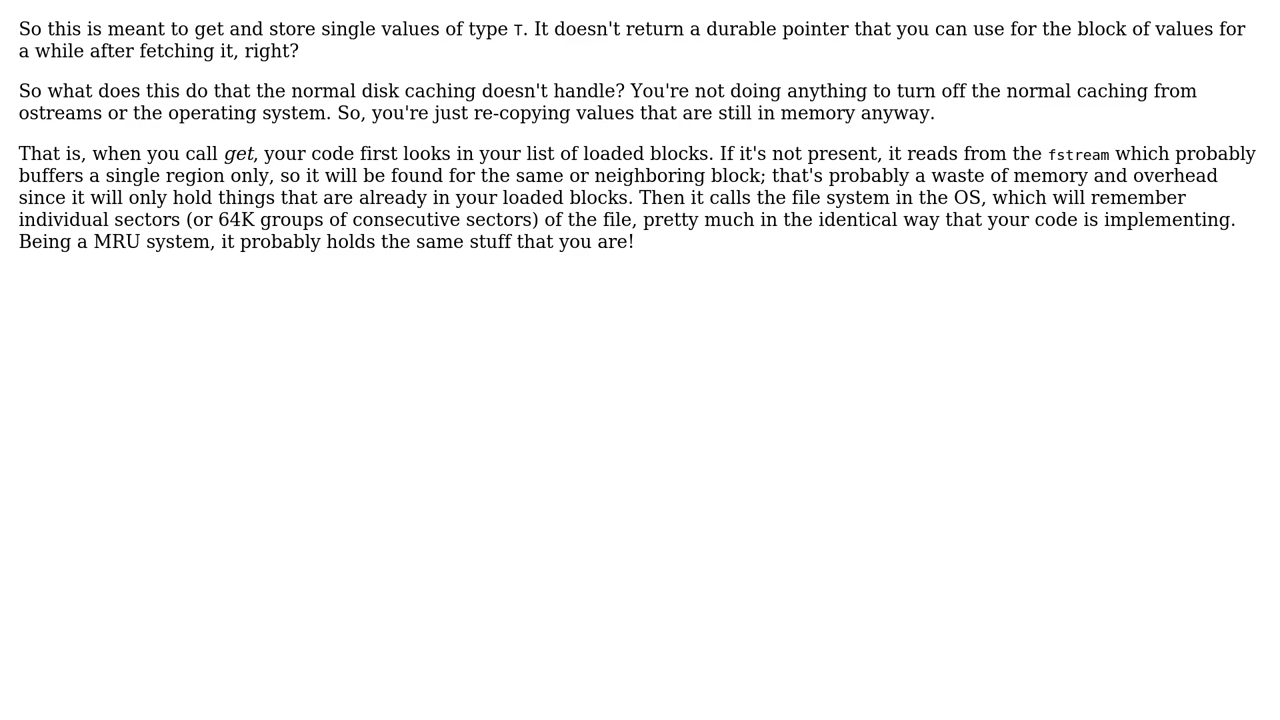 So this is meant to get and store single values of type T. It doesn't return a durable pointer that you can use for the block of values for
a while after fetching it, right?
So what does this do that the normal disk caching doesn't handle? You're not doing anything to turn off the normal caching from
ostreams or the operating system. So, you're just re-copying values that are still in memory anyway.
That is, when you call get, your code first looks in your list of loaded blocks. If it's not present, it reads from the fstream which probably
buffers a single region only, so it will be found for the same or neighboring block; that's probably a waste of memory and overhead
since it will only hold things that are already in your loaded blocks. Then it calls the file system in the OS, which will remember
individual sectors (or 64K groups of consecutive sectors) of the file, pretty much in the identical way that your code is implementing.
Being a MRU system, it probably holds the same stuff that you are!